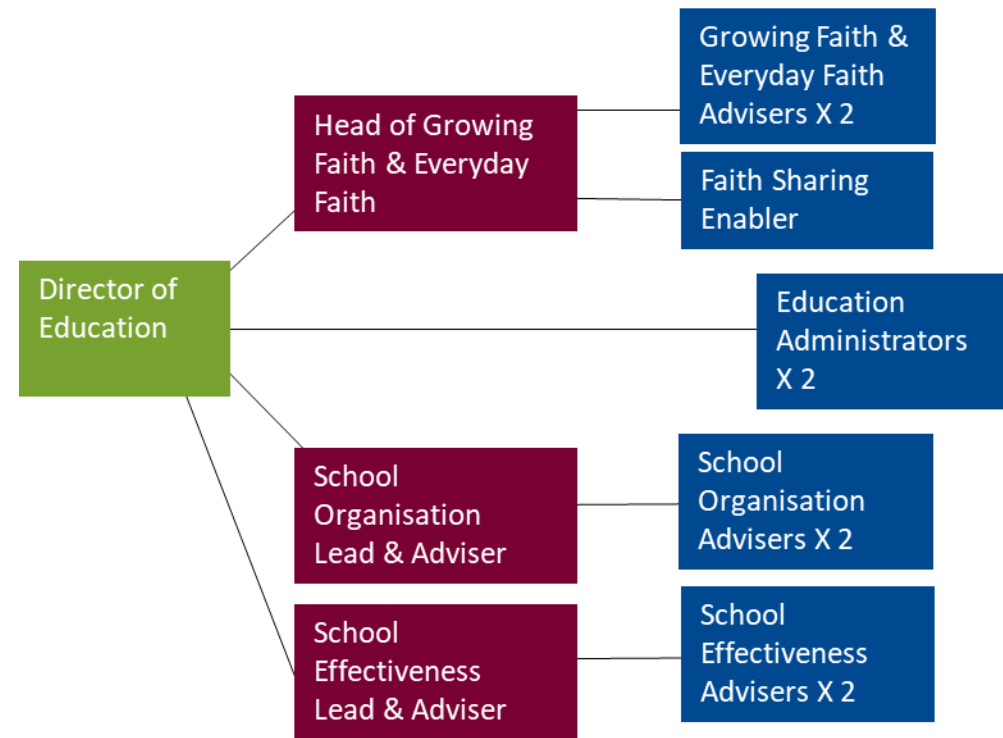 Growing Faith &
Everyday Faith
Advisers X 2
Head of Growing
Faith & Everyday
Faith
Faith Sharing
Enabler
Director of
Education
Education
Administrators
X 2
School
Organisation
Lead & Adviser
School
Organisation
Advisers X 2
School
Effectiveness
Lead & Adviser
School
Effectiveness
Advisers X 2